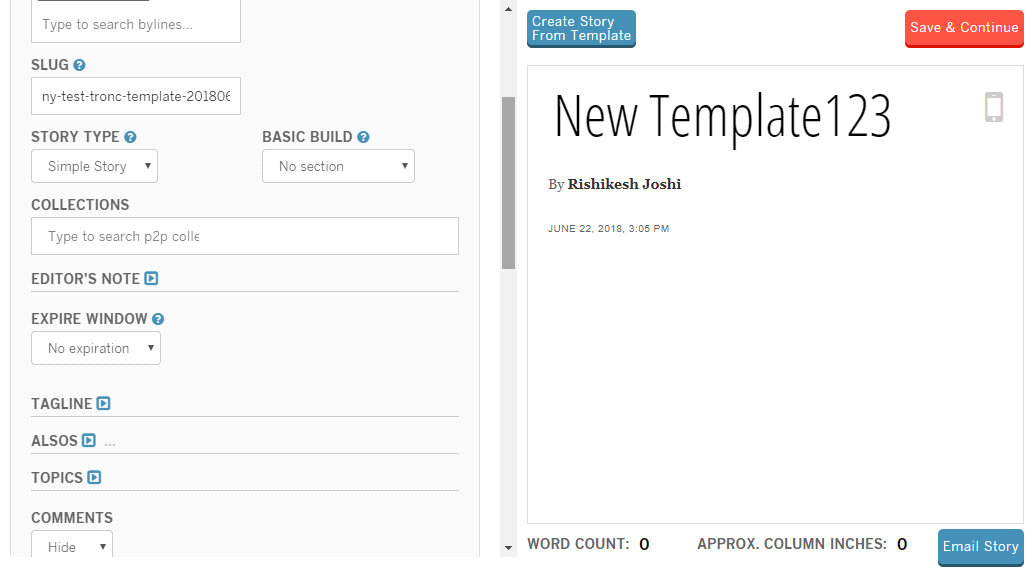 Type to search bylines...
SLUG
ny-test-tronc-template-201806
STORY TYPE
BASIC BUILD
Simple Story
No section
COLLECTIONS
Type to search p2p colle
EDITOR'S NOTE
EXPIRE WINDOW
No expiration
TAGLINE
ALSOS ...
TOPICS
COMMENTS
Hide
Create Story
From Template
Save & Continue
New Template123
By Rishikesh Joshi
JUNE 22, 2018, 3:05 PM
WORD COUNT: 0
APPROX. COLUMN INCHES: 0
Email Story